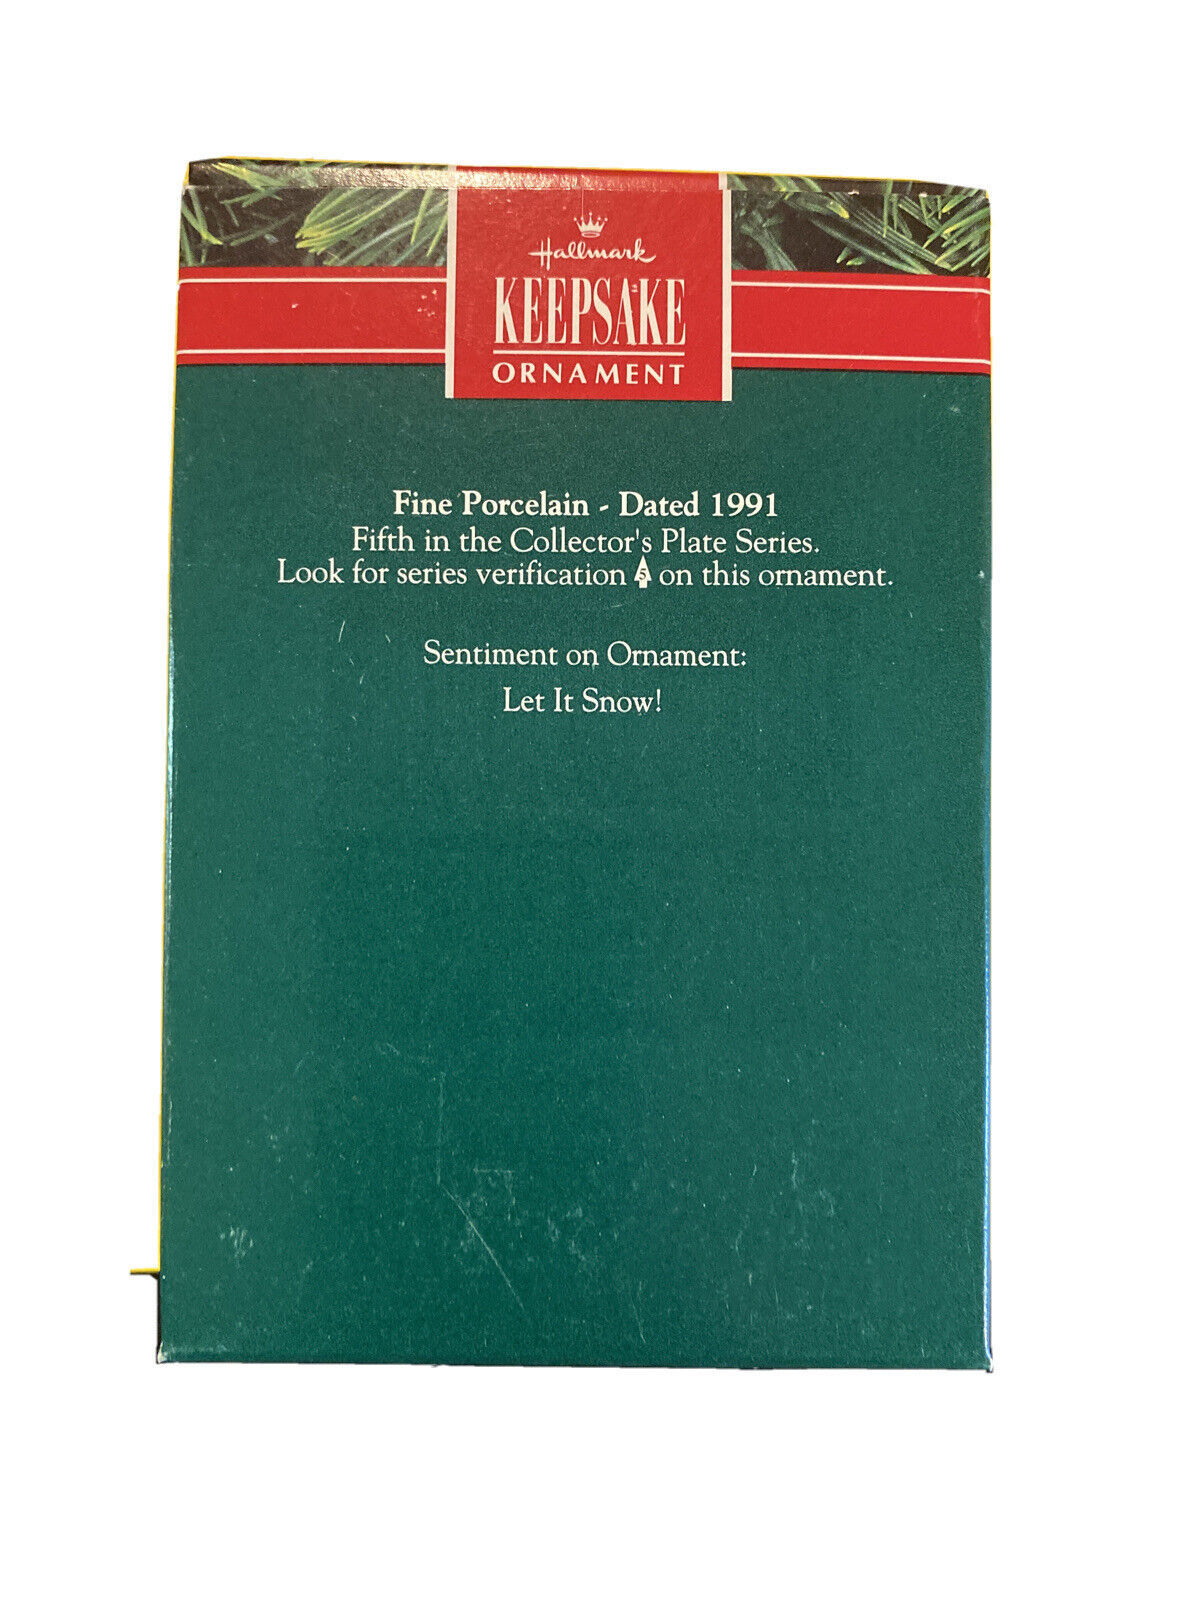 Hallmark
KEEPSAKE
ORNAMENT
Fine Porcelain - Dated 1991
Fifth in the Collector's Plate Series.
Look for series verification 5 on this ornament.
Sentiment on Ornament:
Let It Snow!